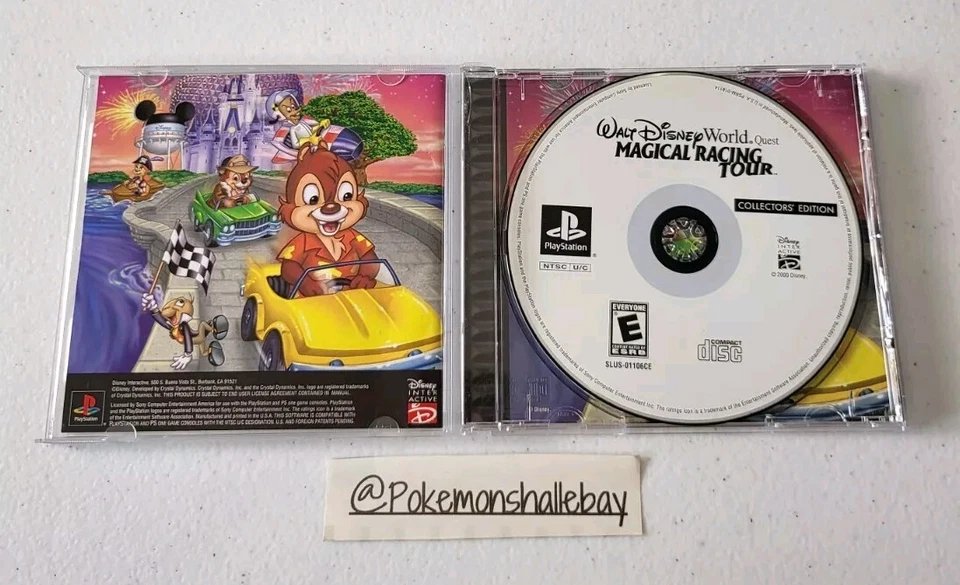 Disney
Disney Interactive, 500 S. Buena Vista St., Burbank, CA 91521
©Disney. Developed by Crystal Dynamics. Crystal Dynamics, Inc. and the Crystal Dynamics, Inc. logo are registered trademarks
of Crystal Dynamics, Inc. THIS PRODUCT IS SUBJECT TO END USER LICENSE AGREEMENT CONTAINED IN MANUAL.
Licensed by Sony Computer Entertainment America for use with the PlayStation and PS one game consoles. PlayStation
and the PlayStation logos are registered trademarks of Sony Computer Entertainment Inc. The ratings icon is a trademark
of the Interactive Digital Software Association. Manufactured and printed in U.S.A. THIS SOFTWARE IS COMPATIBLE WITH
PLAYSTATION AND PS ONE GAME CONSOLES WITH THE NTSC U/C DESIGNATION. U.S. AND FOREIGN PATENTS PENDING.
PlayStation
Disney
INTER
ACTIVE
D
WALT DISNEY World Quest
MAGICAL RACING
TOUR
COLLECTORS' EDITION
PlayStation
NTSC U/C
Disney
INTER
ACTIVE
D
© 2000 Disney.
EVERYONE
E
CONTENT RATED BY
ESRB
COMPACT
disc
SLUS-01106CE
@Pokemonshallebay